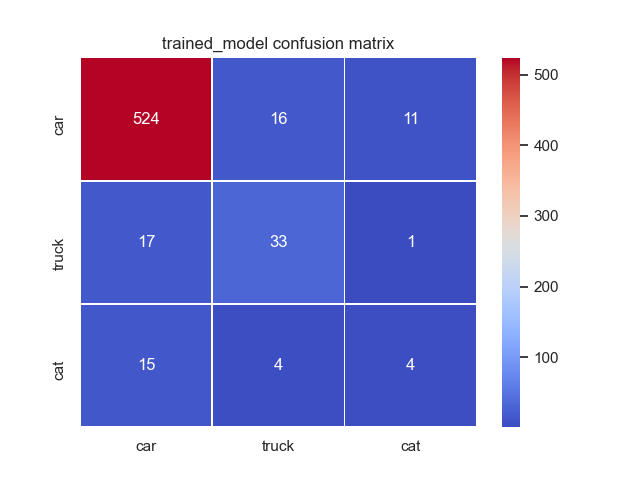 trained_model confusion matrix
car 524 16 11
truck 17 33 1
cat 15 4 4
car truck cat
500
400
300
200
100